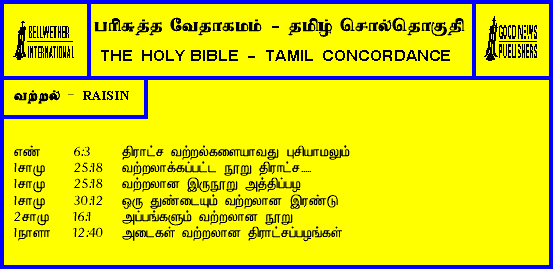 BELLWETHER
INTERNATIONAL
பரிசுத்த வேதாகமம் - தமிழ் சொல்தொகுதி
THE HOLY BIBLE - TAMIL CONCORDANCE
GOOD NEWS
PUBLISHERS
வற்றல் - RAISIN
எண் 6:3 திராட்ச வற்றல்களையாவது புசியாமலும்
1சாமு 25:18 வற்றலாக்கப்பட்ட நூறு திராட்ச.....
1சாமு 25:18 வற்றலான இருநூறு அத்திப்பழ
1சாமு 30:12 ஒரு துண்டையும் வற்றலான இரண்டு
2சாமு 16:1 அப்பங்களும் வற்றலான நூறு
1நாளா 12:40 அடைகள் வற்றலான திராட்சப்பழங்கள்